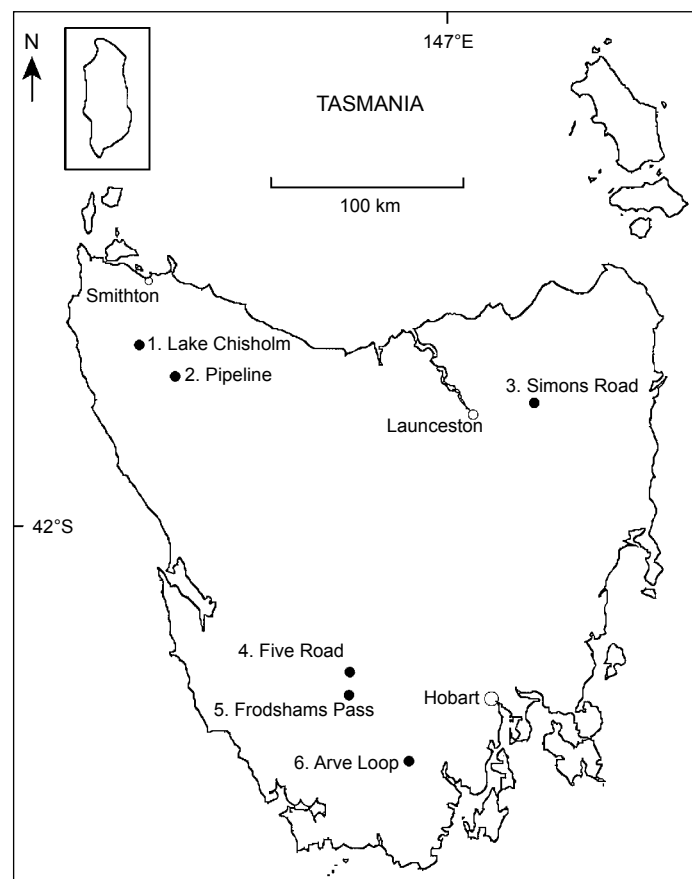 N
147°E
TASMANIA
100 km
Smithton
1. Lake Chisholm
2. Pipeline
3. Simons Road
Launceston
42°S
4. Five Road
Hobart
5. Frodshams Pass
6. Arve Loop